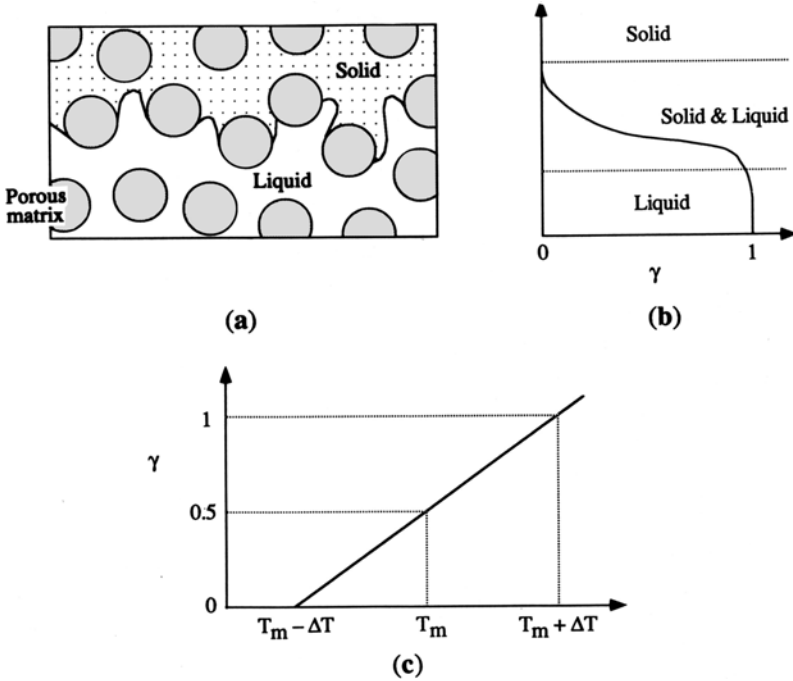 Solid
Liquid
Porous
matrix
(a)
Solid
Solid & Liquid
Liquid
0
1
γ
(b)
1
γ
0.5
0
Tm − ΔT
Tm
Tm + ΔT
(c)